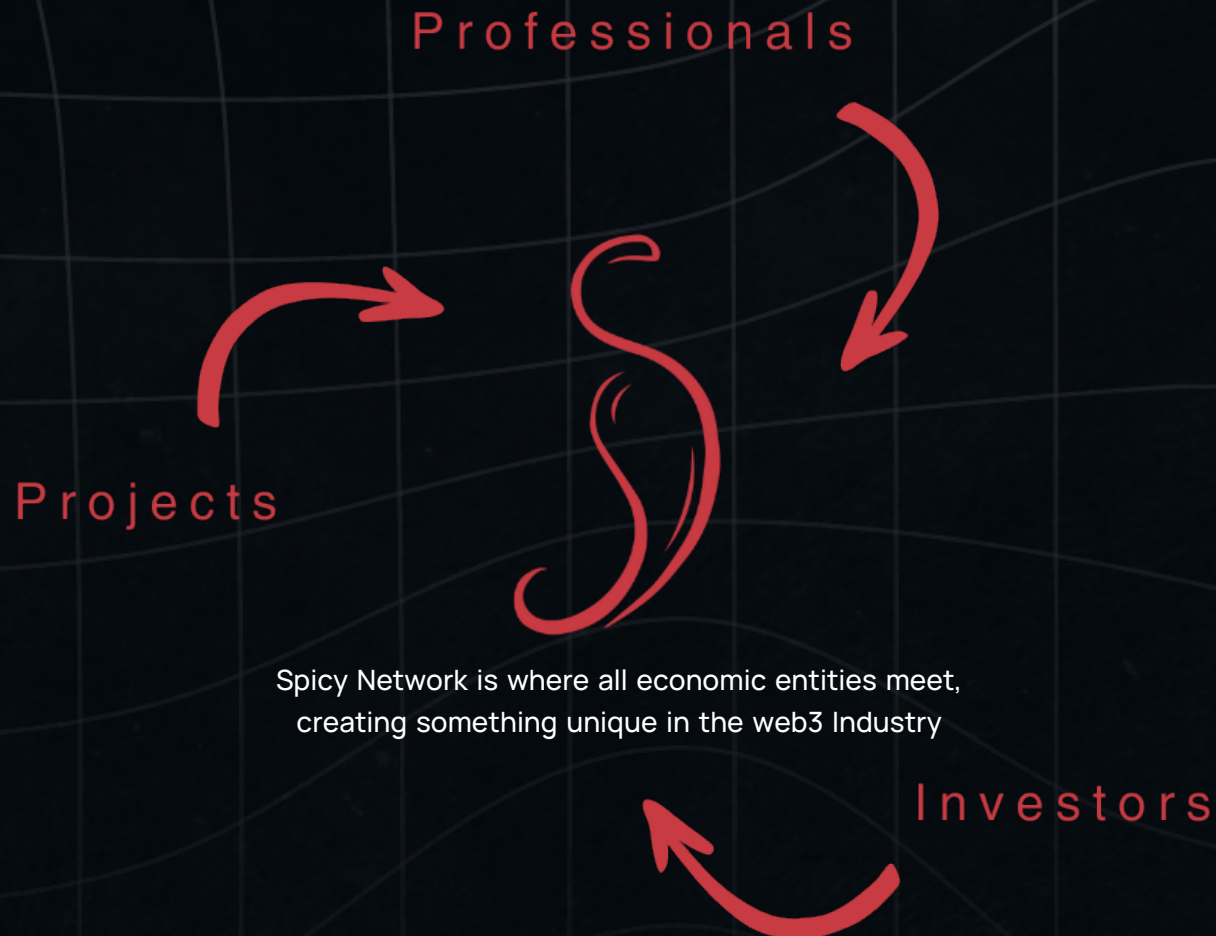 Professionals
Projects
Spicy Network is where all economic entities meet,
creating something unique in the web3 Industry
Investors